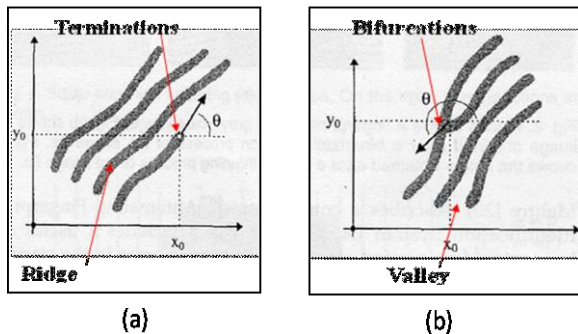 Terminations
θ
y₀
x₀
Ridge
(a)
Bifurcations
θ
y₀
x₀
Valley
(b)